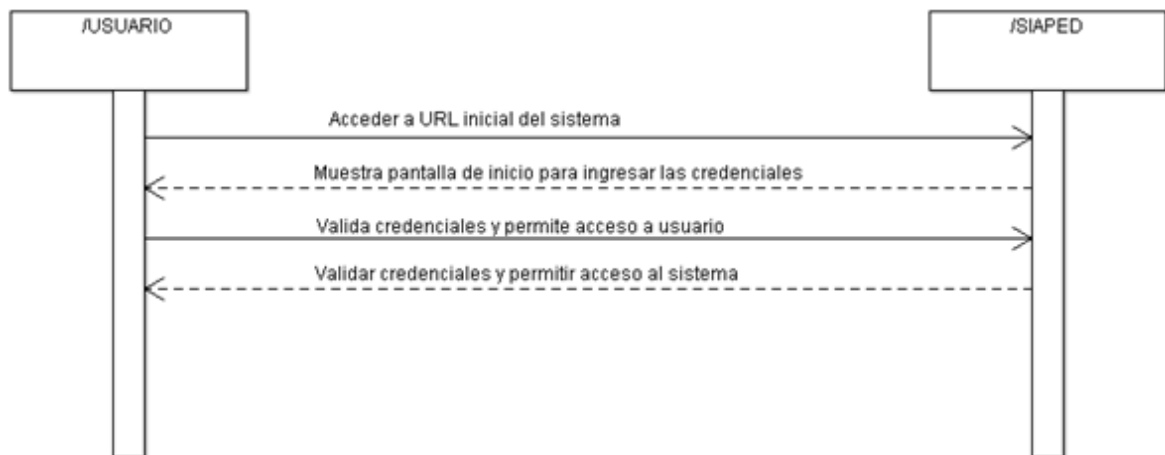 /USUARIO
/SIAPED
Acceder a URL inicial del sistema
Muestra pantalla de inicio para ingresar las credenciales
Valida credenciales y permite acceso a usuario
Validar credenciales y permitir acceso al sistema